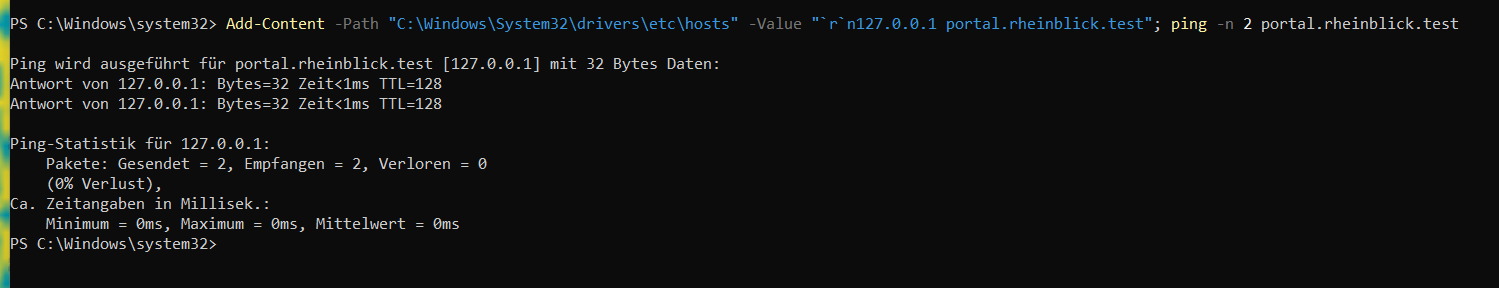 PS C:\Windows\system32> Add-Content -Path "C:\Windows\System32\drivers\etc\hosts" -Value "`r`n127.0.0.1 portal.rheinblick.test"; ping -n 2 portal.rheinblick.test
Ping wird ausgeführt für portal.rheinblick.test [127.0.0.1] mit 32 Bytes Daten:
Antwort von 127.0.0.1: Bytes=32 Zeit<1ms TTL=128
Antwort von 127.0.0.1: Bytes=32 Zeit<1ms TTL=128
Ping-Statistik für 127.0.0.1:
    Pakete: Gesendet = 2, Empfangen = 2, Verloren = 0
    (0% Verlust),
Ca. Zeitangaben in Millisek.:
    Minimum = 0ms, Maximum = 0ms, Mittelwert = 0ms
PS C:\Windows\system32>